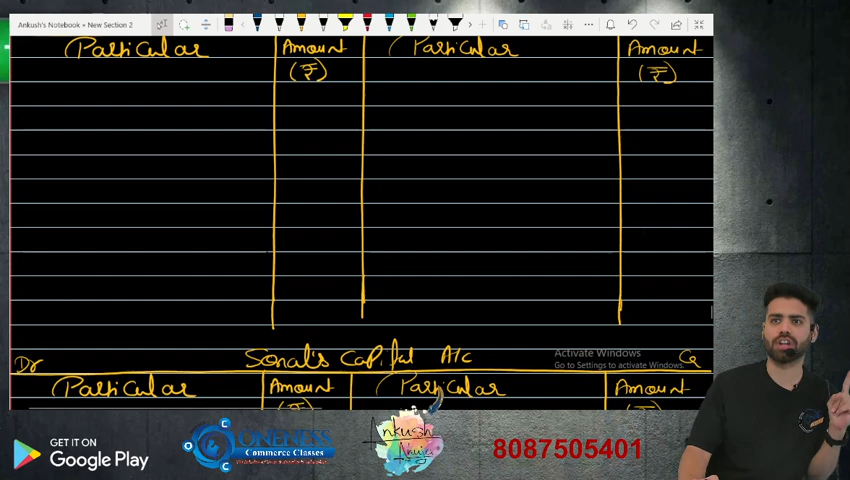 Ankush's Notebook • New Section 2
Particular Amount Particular Amount
(₹) (₹)
Dr Sonal's Capital A/c Cr
Activate Windows
Go to Settings to activate Windows.
Particular Amount Particular Amount
(₹) (₹)
GET IT ON
Google Play
ONENESS
Commerce Classes
Ankush
Ahuja
8087505401